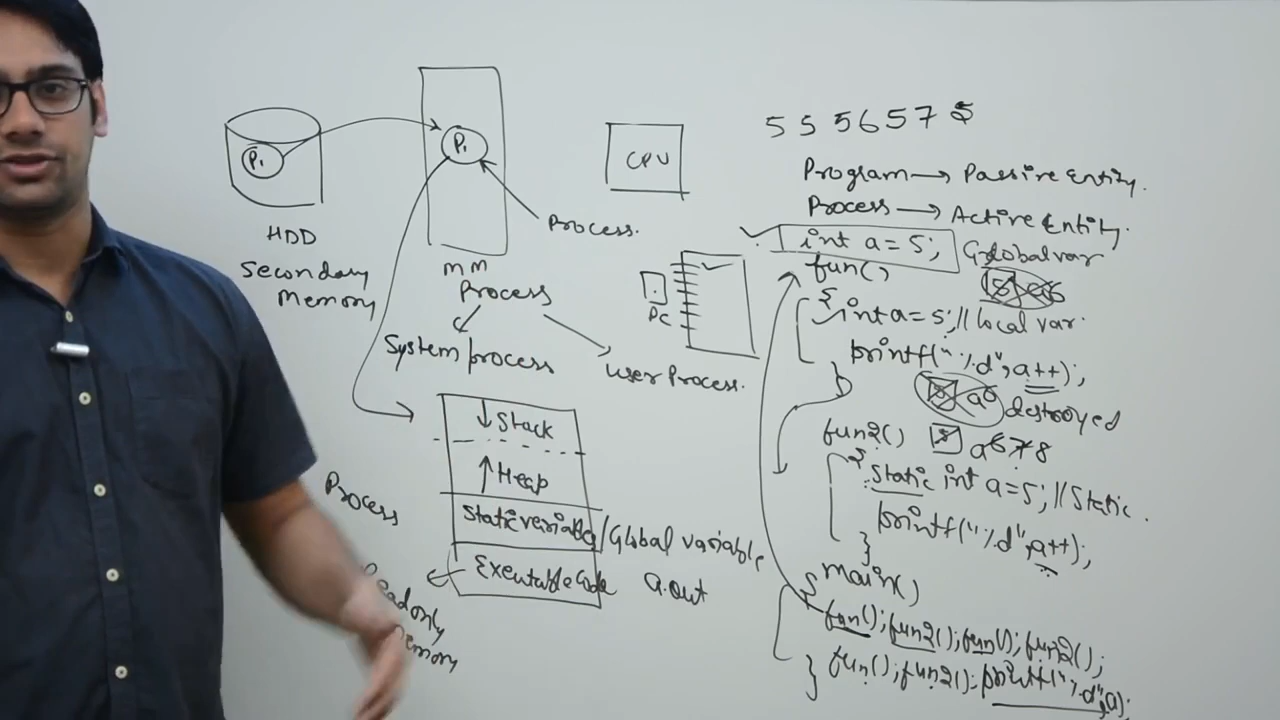 P1
HDD
Secondary
Memory
P1
MM
Process.
CPU
Process
System process
User Process.
PC
↓ Stack
↑ Heap
Static variable/Global variable
Executable Code a.out
Process
Read only
Memory
5 5 5 6 5 7 8
Program → Passive Entity.
Process → Active Entity.
int a = 5; Global var
fun()
{ int a = 5; // local var.
printf("%d", a++);
}
destroyed
fun2() 5 a 6 7 8
{ Static int a = 5; // Static.
printf("%d", a++);
}
main()
{
fun(); fun2(); fun(); fun2();
fun(); fun2(); printf("%d", a);
}